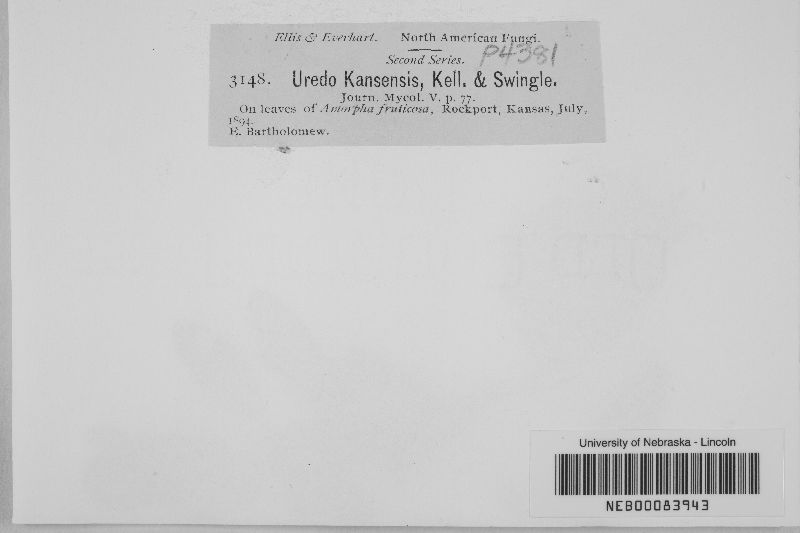 Ellis & Everhart. North American Fungi.
Second Series.
P4381
3148. Uredo Kansensis, Kell. & Swingle.
Journ. Mycol. V. p. 77.
On leaves of Amorpha fruticosa, Rockport, Kansas, July,
1894.
E. Bartholomew.
University of Nebraska - Lincoln
NEB00083943